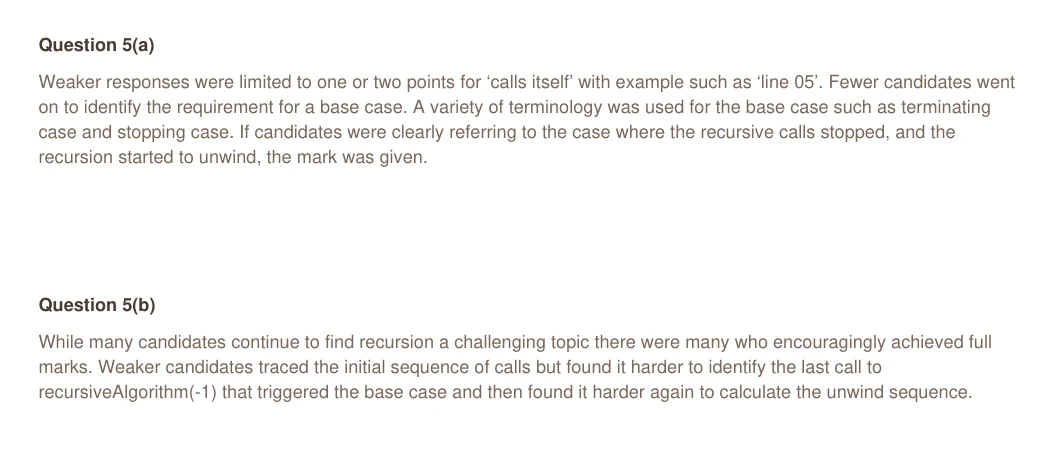 Question 5(a)
Weaker responses were limited to one or two points for ‘calls itself’ with example such as ‘line 05’. Fewer candidates went
on to identify the requirement for a base case. A variety of terminology was used for the base case such as terminating
case and stopping case. If candidates were clearly referring to the case where the recursive calls stopped, and the
recursion started to unwind, the mark was given.
Question 5(b)
While many candidates continue to find recursion a challenging topic there were many who encouragingly achieved full
marks. Weaker candidates traced the initial sequence of calls but found it harder to identify the last call to
recursiveAlgorithm(-1) that triggered the base case and then found it harder again to calculate the unwind sequence.